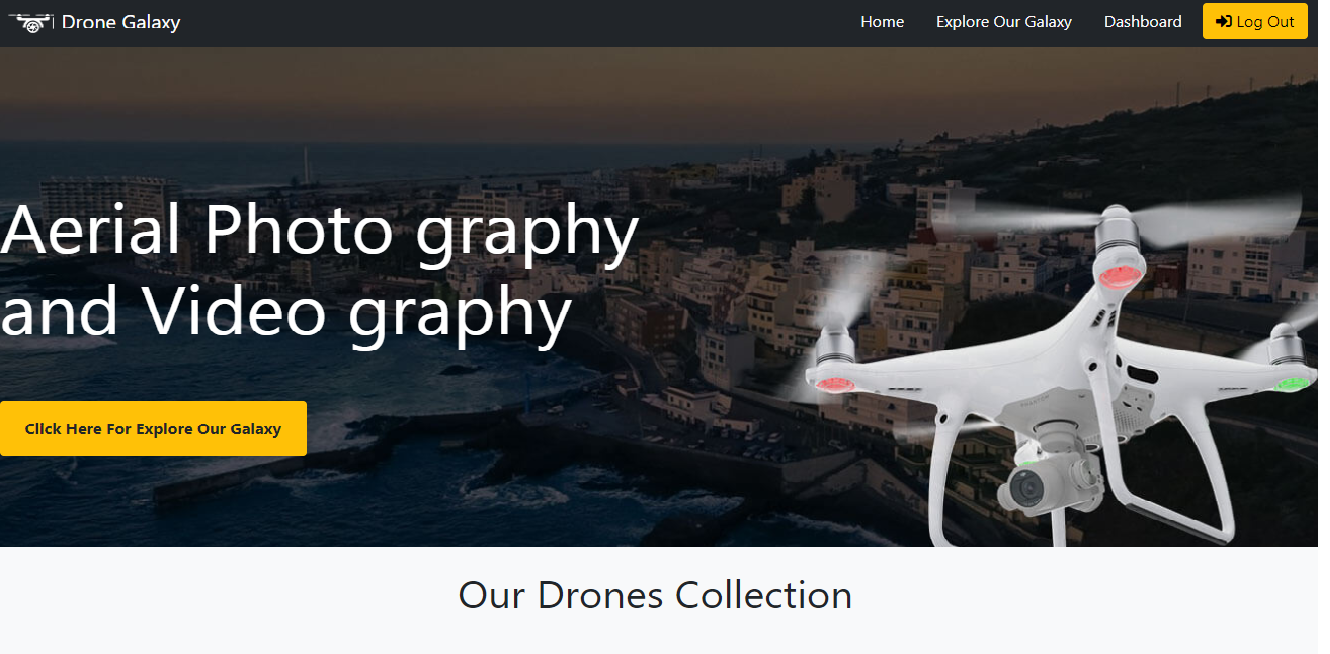 Drone Galaxy
Home
Explore Our Galaxy
Dashboard
Log Out
Aerial Photo graphy
and Video graphy
Click Here For Explore Our Galaxy
PHANTOM
Our Drones Collection